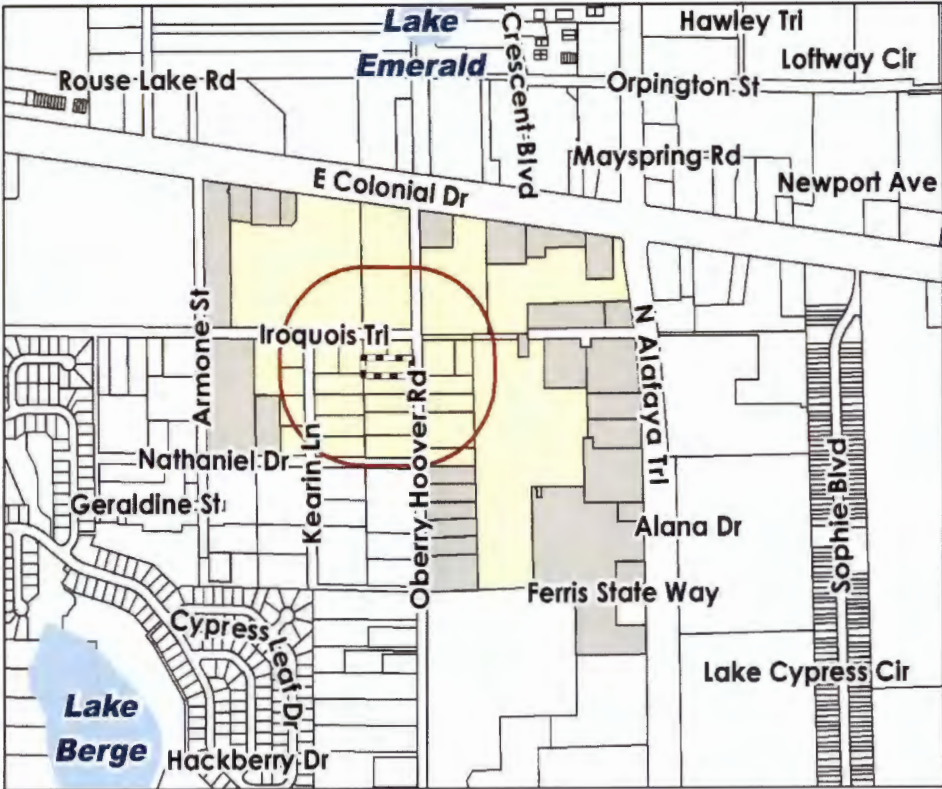 Lake
Emerald
Crescent Blvd
Hawley Trl
Loftway Cir
Rouse Lake Rd
Orpington St
Mayspring Rd
E Colonial Dr
Newport Ave
Armone St
Iroquois Trl
N Alafaya Trl
Oberry Hoover Rd
Kearin Ln
Nathaniel Dr
Geraldine St
Alana Dr
Sophie Blvd
Ferris State Way
Cypress Leaf Dr
Lake Cypress Cir
Lake
Berge
Hackberry Dr